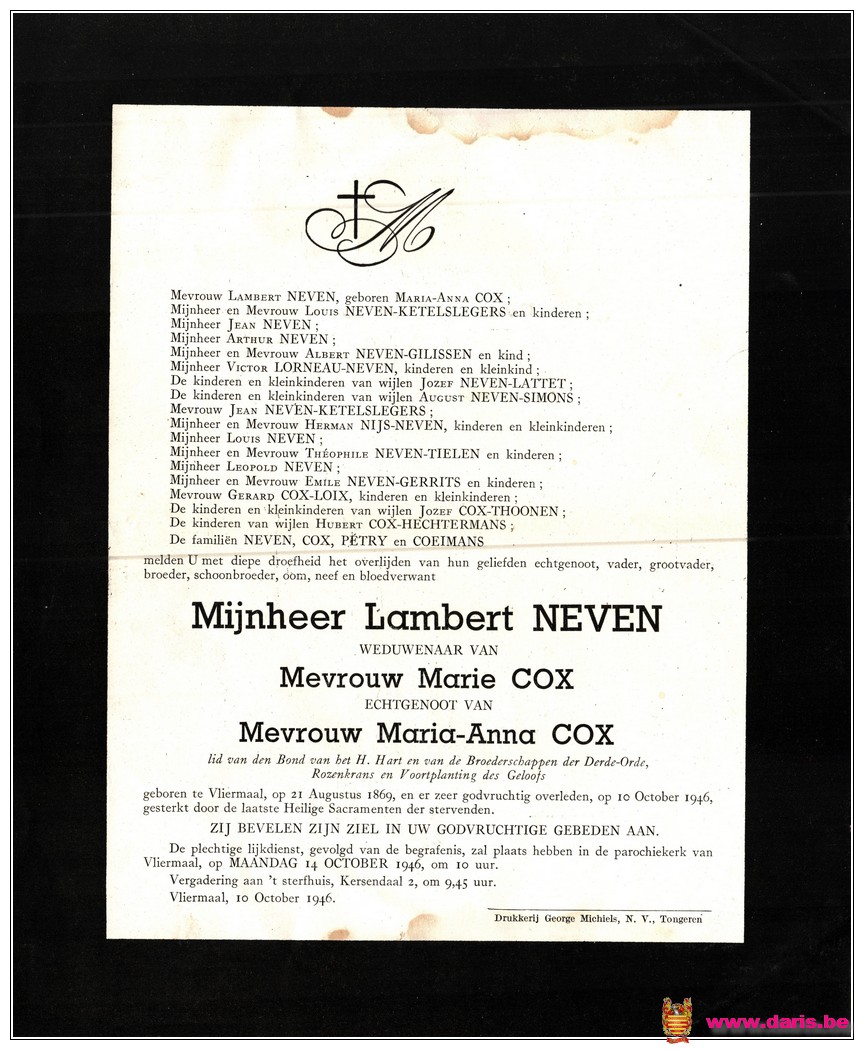 M
Mevrouw Lambert NEVEN, geboren Maria-Anna COX ;
Mijnheer en Mevrouw Louis NEVEN-KETELSLEGERS en kinderen ;
Mijnheer Jean NEVEN ;
Mijnheer Arthur NEVEN ;
Mijnheer en Mevrouw Albert NEVEN-GILISSEN en kind ;
Mijnheer Victor LORNEAU-NEVEN, kinderen en kleinkind ;
De kinderen en kleinkinderen van wijlen Jozef NEVEN-LATTET ;
De kinderen en kleinkinderen van wijlen August NEVEN-SIMONS ;
Mevrouw Jean NEVEN-KETELSLEGERS ;
Mijnheer en Mevrouw Herman NIJS-NEVEN, kinderen en kleinkinderen ;
Mijnheer Louis NEVEN ;
Mijnheer en Mevrouw Théophile NEVEN-TIELEN en kinderen ;
Mijnheer Leopold NEVEN ;
Mijnheer en Mevrouw Emile NEVEN-GERRITS en kinderen ;
Mevrouw Gerard COX-LOIX, kinderen en kleinkinderen ;
De kinderen en kleinkinderen van wijlen Jozef COX-THOONEN ;
De kinderen van wijlen Hubert COX-HECHTERMANS ;
De familiën NEVEN, COX, PÉTRY en COEIMANS
melden U met diepe droefheid het overlijden van hun geliefden echtgenoot, vader, grootvader,
broeder, schoonbroeder, oom, neef en bloedverwant
Mijnheer Lambert NEVEN
WEDUWENAAR VAN
Mevrouw Marie COX
ECHTGENOOT VAN
Mevrouw Maria-Anna COX
lid van den Bond van het H. Hart en van de Broederschappen der Derde-Orde,
Rozenkrans en Voortplanting des Geloofs
geboren te Vliermaal, op 21 Augustus 1869, en er zeer godvruchtig overleden, op 10 October 1946,
gesterkt door de laatste Heilige Sacramenten der stervenden.
ZIJ BEVELEN ZIJN ZIEL IN UW GODVRUCHTIGE GEBEDEN AAN.
De plechtige lijkdienst, gevolgd van de begrafenis, zal plaats hebben in de parochiekerk van
Vliermaal, op MAANDAG 14 OCTOBER 1946, om 10 uur.
Vergadering aan 't sterfhuis, Kersendaal 2, om 9,45 uur.
Vliermaal, 10 October 1946.
Drukkerij George Michiels, N. V., Tongeren
www.daris.be